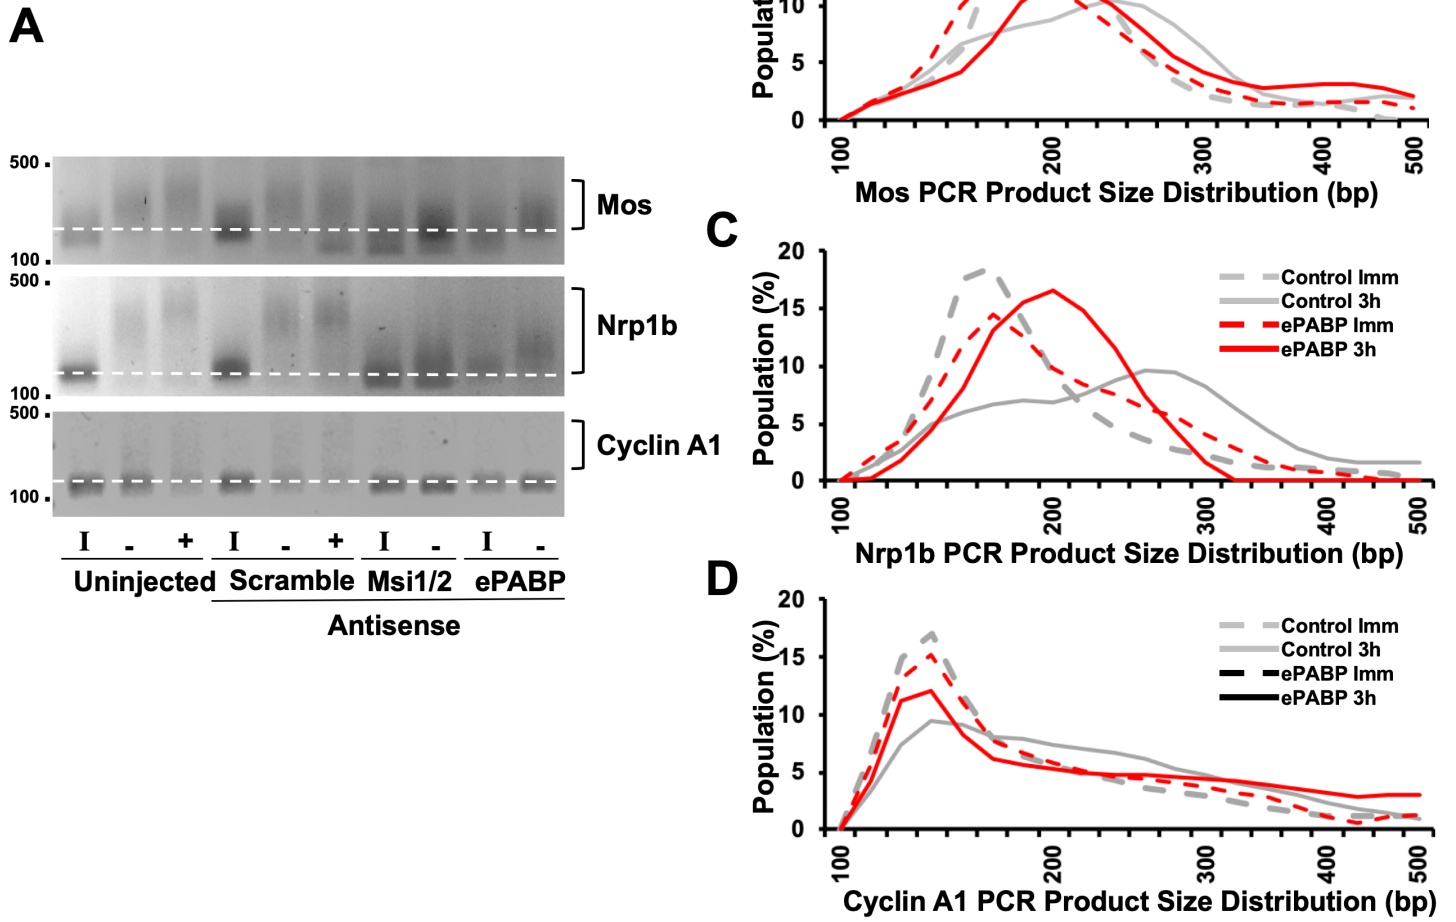 A
500
Mos
100
500
Nrp1b
100
500
Cyclin A1
100
I - + I - + I - I -
Uninjected Scramble Msi1/2 ePABP
Antisense
Populat
10
5
0
100 200 300 400 500
Mos PCR Product Size Distribution (bp)
C
Population (%)
20
15
10
5
0
Control Imm
Control 3h
ePABP Imm
ePABP 3h
100 200 300 400 500
Nrp1b PCR Product Size Distribution (bp)
D
Population (%)
20
15
10
5
0
Control Imm
Control 3h
ePABP Imm
ePABP 3h
100 200 300 400 500
Cyclin A1 PCR Product Size Distribution (bp)